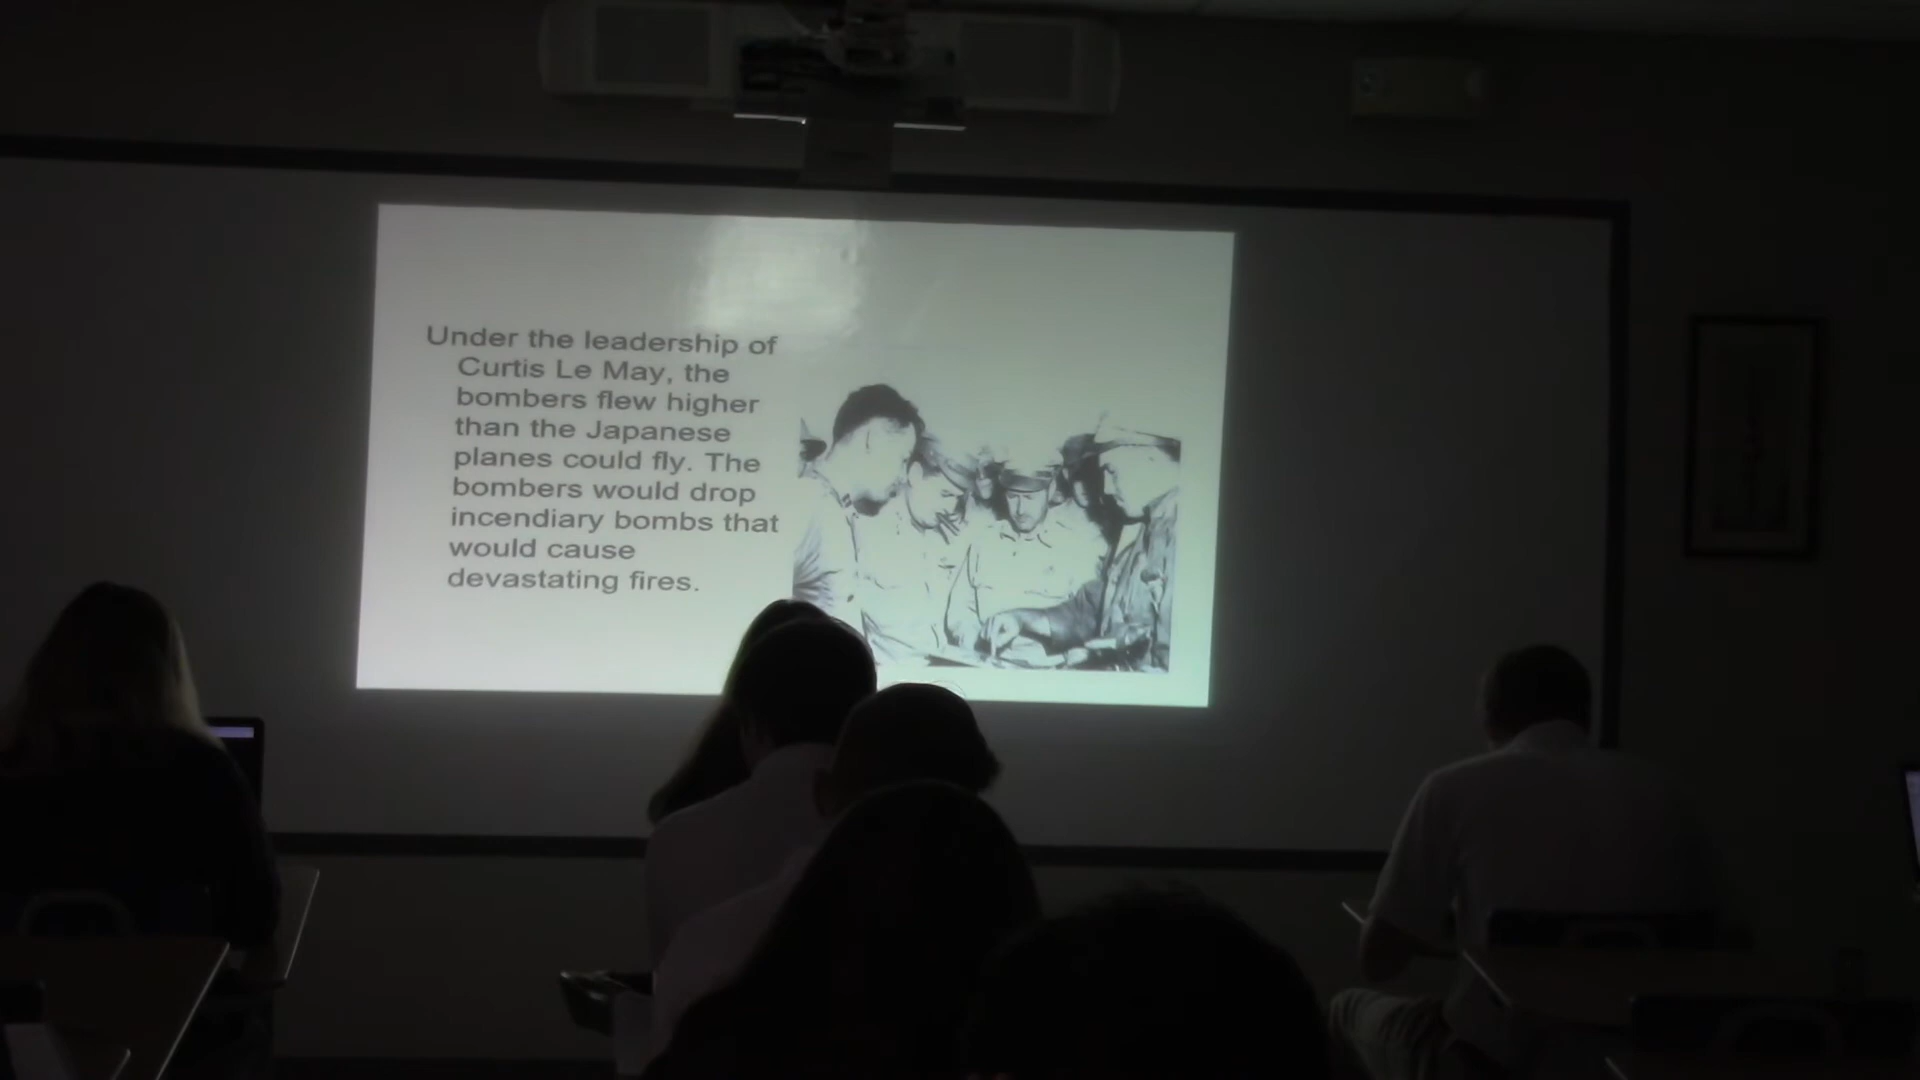 Under the leadership of
Curtis Le May, the
bombers flew higher
than the Japanese
planes could fly. The
bombers would drop
incendiary bombs that
would cause
devastating fires.